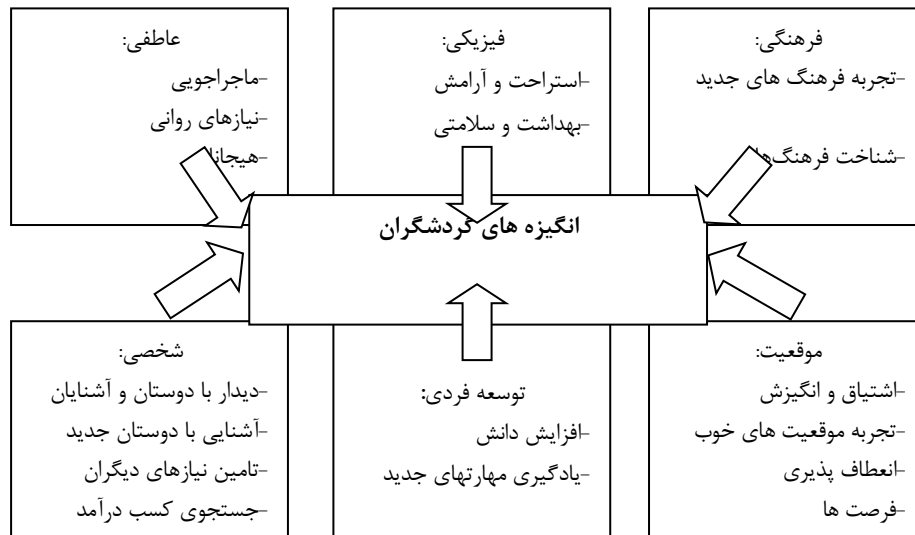 فرهنگی:
-تجربه فرهنگ های جدید
-شناخت فرهنگ
فیزیکی:
-استراحت و آرامش
-بهداشت و سلامتی
عاطفی:
-ماجراجویی
-نیازهای روانی
انگیزه های گردشگران
موقعیت:
-اشتیاق و انگیزش
-تجربه موقعیت های خوب
-انعطاف پذیری
-فرصت ها
توسعه فردی:
-افزایش دانش
-یادگیری مهارتهای جدید
شخصی:
-دیدار با دوستان و آشنایان
-آشنایی با دوستان جدید
-تامین نیازهای دیگران
-جستجوی کسب درآمد